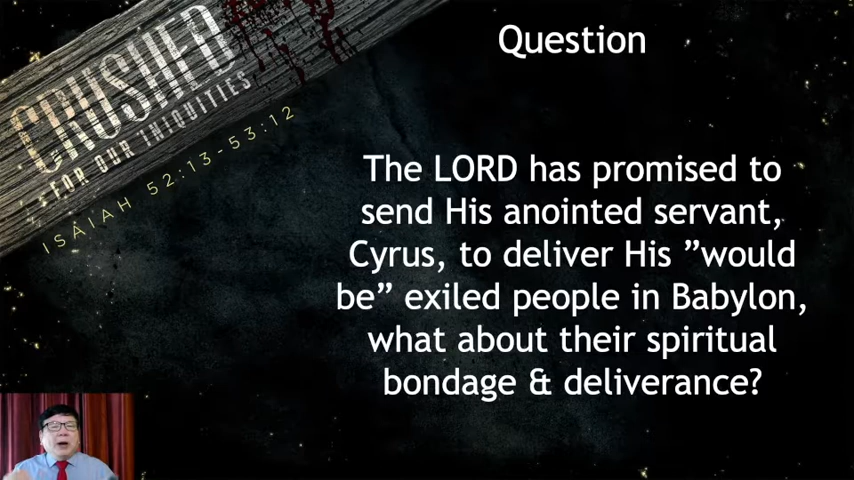 CRUSHED
FOR OUR INIQUITIES
ISAIAH 52:13-53:12
Question
The LORD has promised to
send His anointed servant,
Cyrus, to deliver His ”would
be” exiled people in Babylon,
what about their spiritual
bondage & deliverance?